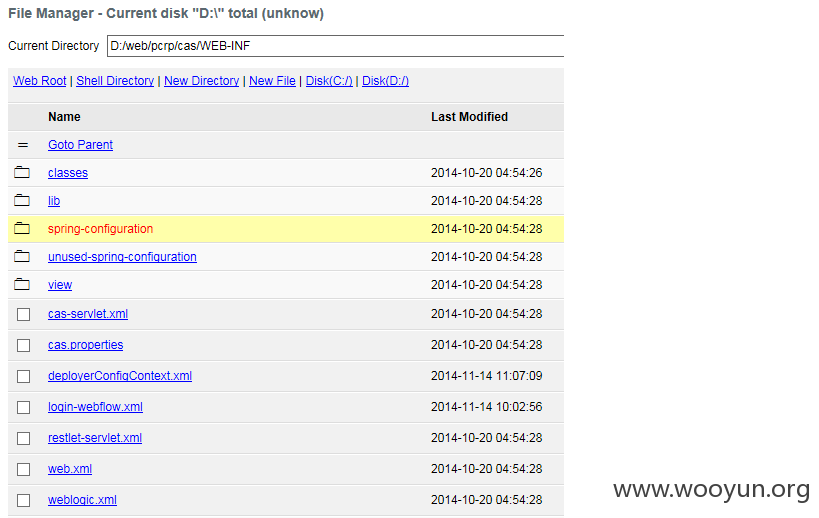 File Manager - Current disk "D:\" total (unknow)
Current Directory D:/web/pcrp/cas/WEB-INF
Web Root | Shell Directory | New Directory | New File | Disk(C:/) | Disk(D:/)
Name Last Modified
= Goto Parent
classes 2014-10-20 04:54:26
lib 2014-10-20 04:54:28
spring-configuration 2014-10-20 04:54:28
unused-spring-configuration 2014-10-20 04:54:28
view 2014-10-20 04:54:28
cas-servlet.xml 2014-10-20 04:54:28
cas.properties 2014-10-20 04:54:28
deployerConfigContext.xml 2014-11-14 11:07:09
login-webflow.xml 2014-11-14 10:02:56
restlet-servlet.xml 2014-10-20 04:54:28
web.xml 2014-10-20 04:54:28
weblogic.xml 2014-10-20 04:54:28
www.wooyun.org